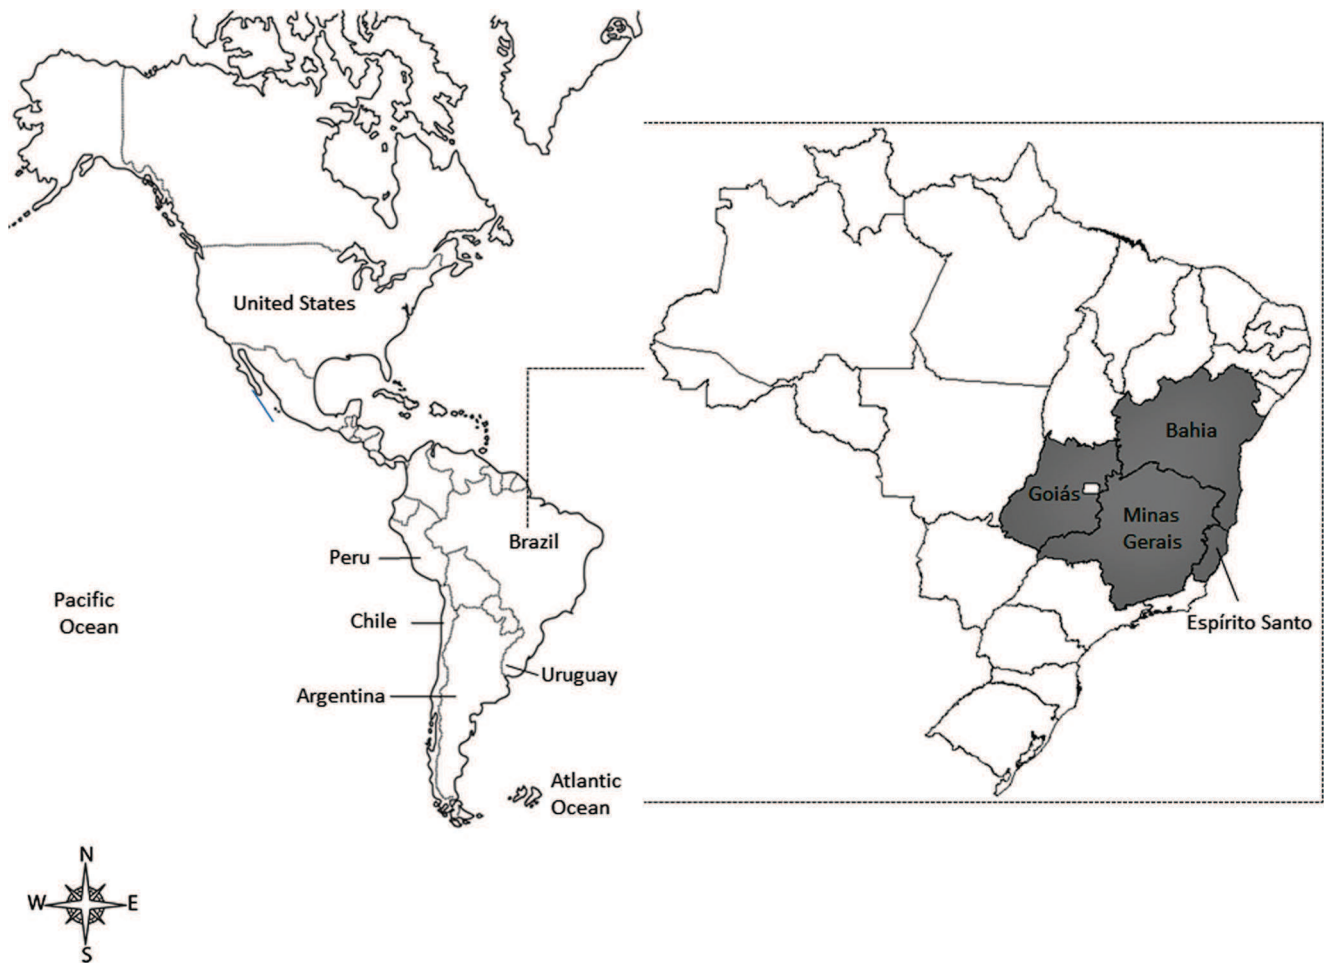 United States
Brazil
Peru
Pacific
Ocean
Chile
Uruguay
Argentina
Atlantic
Ocean
N
W
E
S
Bahia
Goiás
Minas
Gerais
Espírito Santo